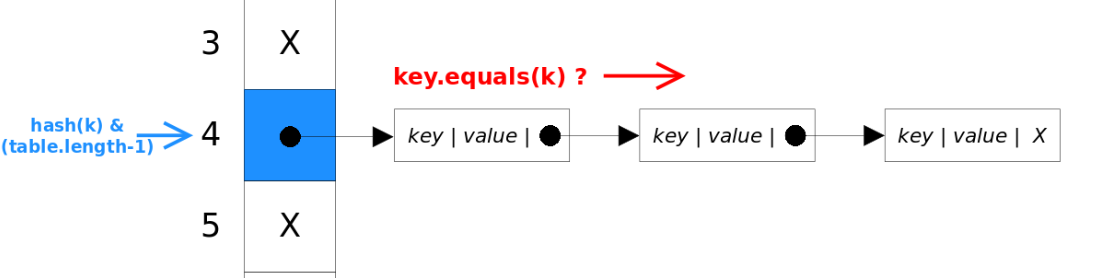 3 X
key.equals(k) ?
hash(k) &
(table.length-1)
4
key | value |
key | value |
key | value | X
5 X